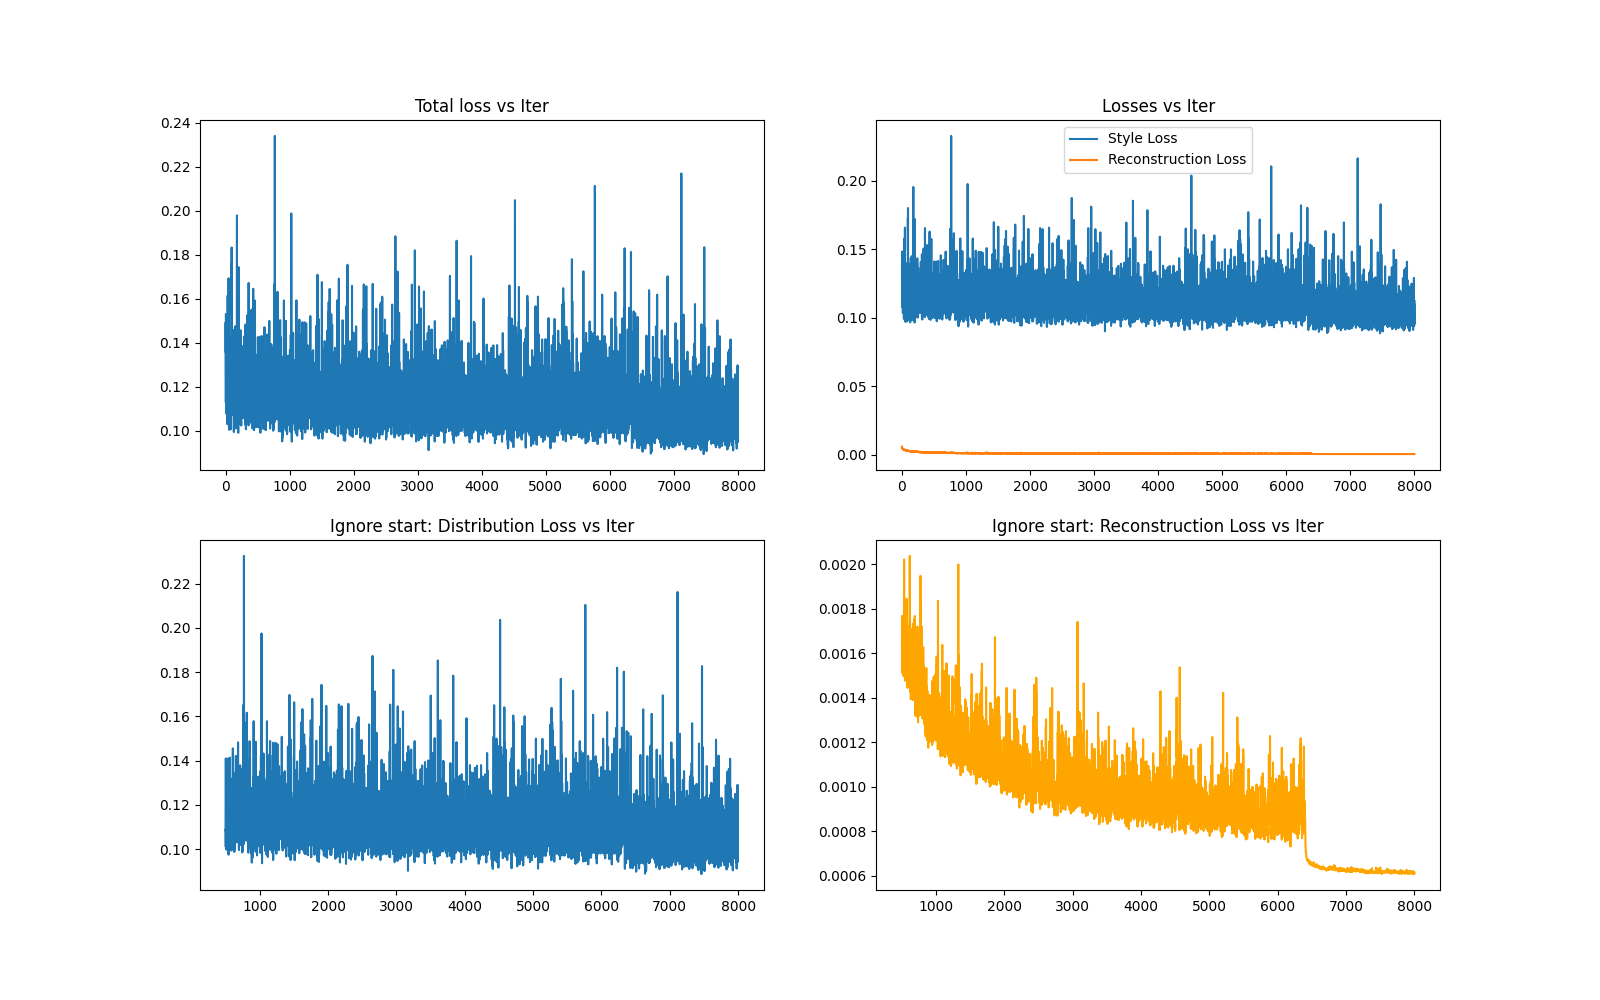 Total loss vs Iter
0.24
0.22
0.20
0.18
0.16
0.14
0.12
0.10
0 1000 2000 3000 4000 5000 6000 7000 8000
Losses vs Iter
Style Loss
Reconstruction Loss
0.20
0.15
0.10
0.05
0.00
0 1000 2000 3000 4000 5000 6000 7000 8000
Ignore start: Distribution Loss vs Iter
0.22
0.20
0.18
0.16
0.14
0.12
0.10
1000 2000 3000 4000 5000 6000 7000 8000
Ignore start: Reconstruction Loss vs Iter
0.0020
0.0018
0.0016
0.0014
0.0012
0.0010
0.0008
0.0006
1000 2000 3000 4000 5000 6000 7000 8000